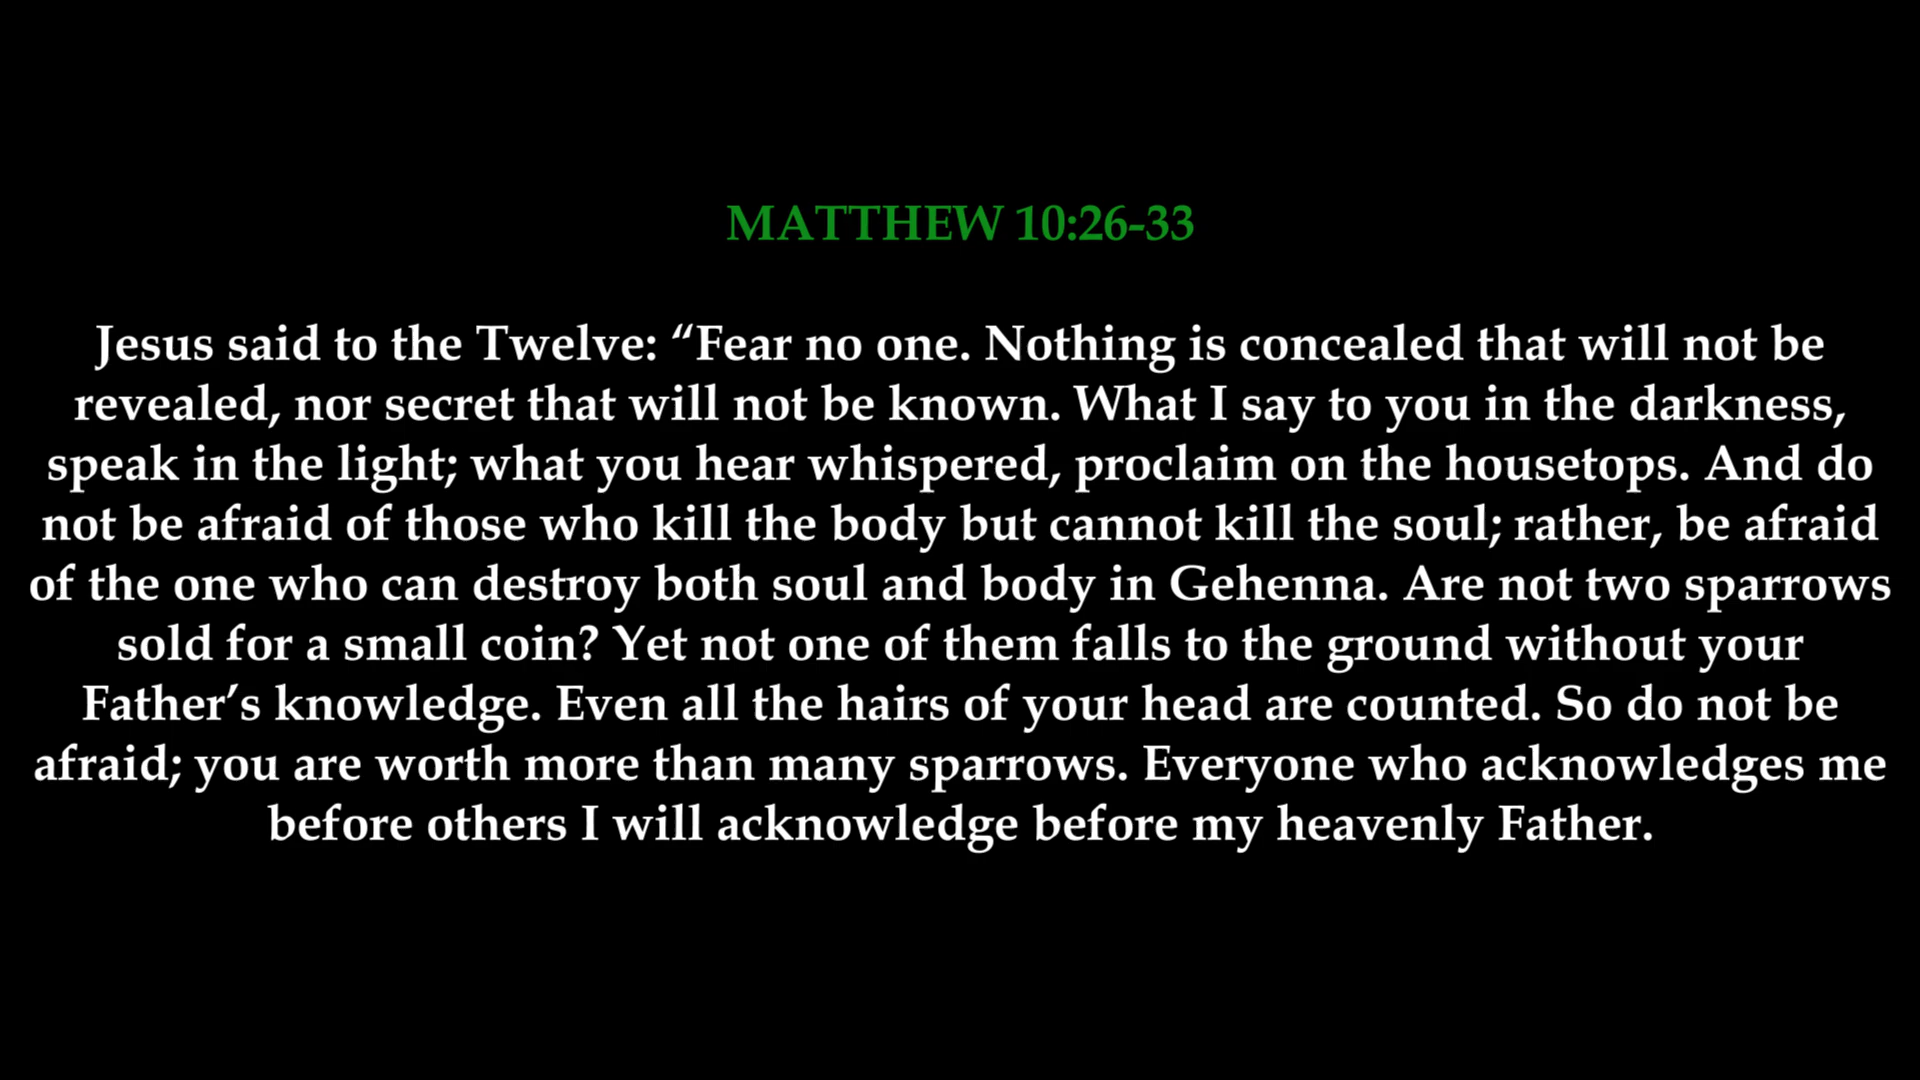 MATTHEW 10:26-33
Jesus said to the Twelve: “Fear no one. Nothing is concealed that will not be
revealed, nor secret that will not be known. What I say to you in the darkness,
speak in the light; what you hear whispered, proclaim on the housetops. And do
not be afraid of those who kill the body but cannot kill the soul; rather, be afraid
of the one who can destroy both soul and body in Gehenna. Are not two sparrows
sold for a small coin? Yet not one of them falls to the ground without your
Father’s knowledge. Even all the hairs of your head are counted. So do not be
afraid; you are worth more than many sparrows. Everyone who acknowledges me
before others I will acknowledge before my heavenly Father.